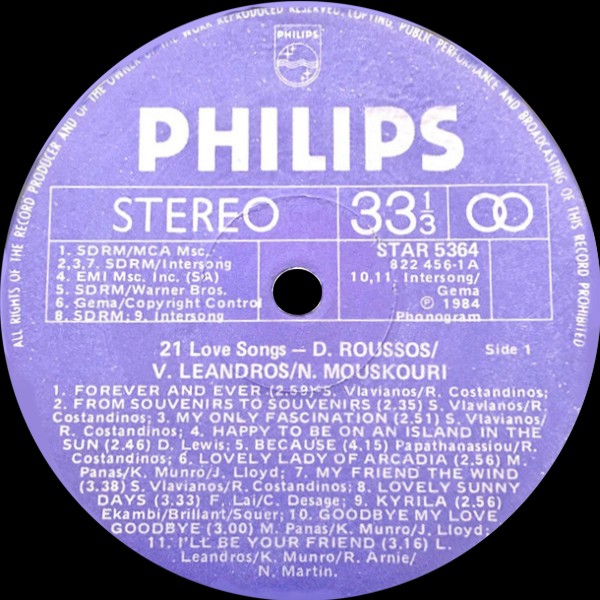 ALL RIGHTS OF THE RECORD PRODUCER AND OF THE OWNER OF THE WORK REPRODUCED RESERVED. COPYING, PUBLIC PERFORMANCE AND BROADCASTING OF THIS RECORD PROHIBITED
PHILIPS
PHILIPS
STEREO 33 1/3
1. SDRM/MCA Msc., STAR 5364
2,3,7. SDRM/Intersong 822 456-1A
4. EMI Msc. Inc. (SA) 10,11. Intersong/
5. SDRM/Warner Bros. Gema
6. Gema/Copyright Control ℗ 1984
8. SDRM; 9. Intersong Phonogram
21 Love Songs — D. ROUSSOS/ Side 1
V. LEANDROS/N. MOUSKOURI
1. FOREVER AND EVER (2.59) S. Vlavianos/R. Costandinos;
2. FROM SOUVENIRS TO SOUVENIRS (2.35) S. Vlavianos/R.
Costandinos; 3. MY ONLY FASCINATION (2.51) S. Vlavianos/
R. Costandinos; 4. HAPPY TO BE ON AN ISLAND IN THE
SUN (2.46) D. Lewis; 5. BECAUSE (4.15) Papathanassiou/R.
Costandinos; 6. LOVELY LADY OF ARCADIA (2.56) M.
Panas/K. Munro/J. Lloyd; 7. MY FRIEND THE WIND
(3.38) S. Vlavianos/R. Costandinos; 8. LOVELY SUNNY
DAYS (3.33) F. Lai/C. Desage; 9. KYRILA (2.56)
Ekambi/Brillant/Souer; 10. GOODBYE MY LOVE
GOODBYE (3.00) M. Panas/K. Munro/J. Lloyd;
11. I'LL BE YOUR FRIEND (3.16) L.
Leandros/K. Munro/R. Arnie/
N. Martin.